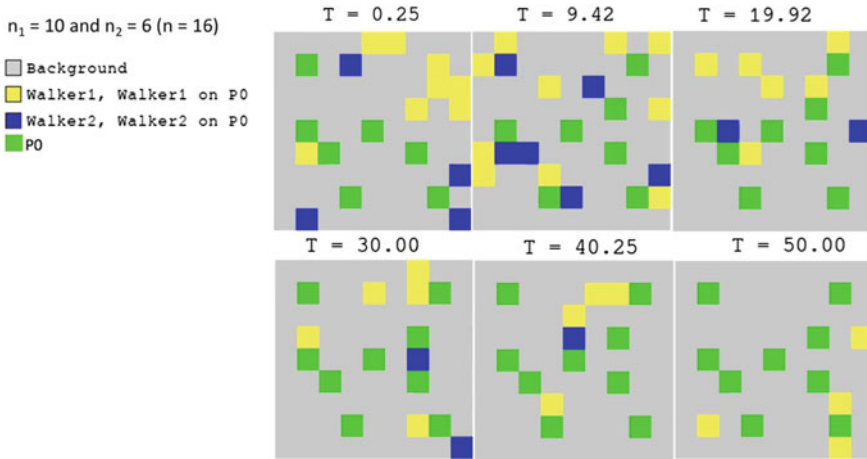 n₁ = 10 and n₂ = 6 (n = 16)
Background
Walker1, Walker1 on P0
Walker2, Walker2 on P0
P0
T = 0.25
T = 9.42
T = 19.92
T = 30.00
T = 40.25
T = 50.00